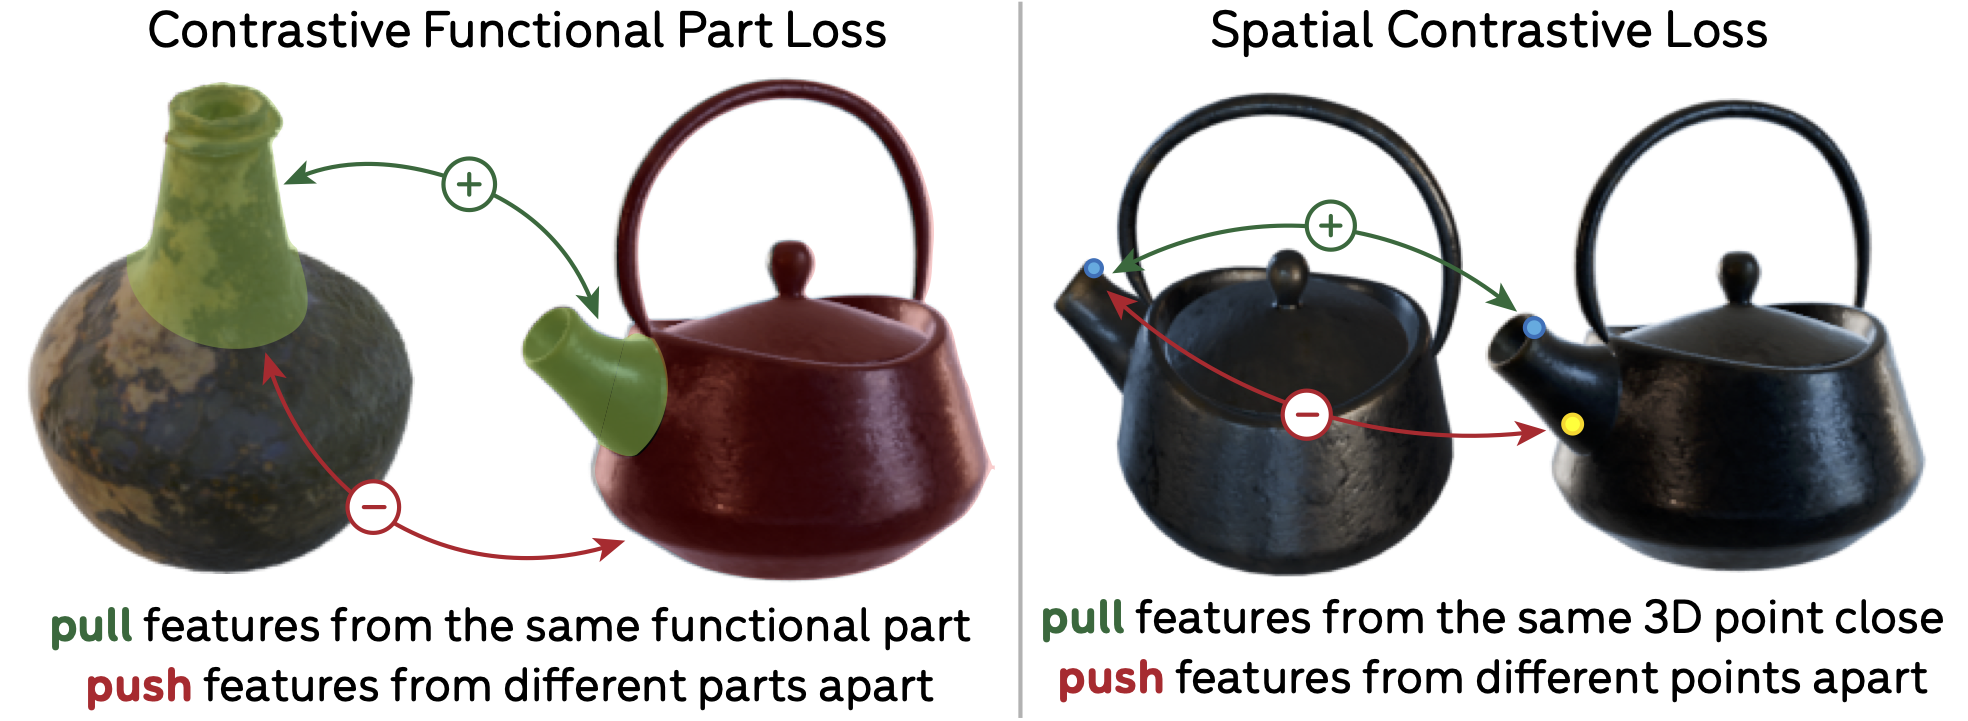 Contrastive Functional Part Loss
pull features from the same functional part
push features from different parts apart
Spatial Contrastive Loss
pull features from the same 3D point close
push features from different points apart